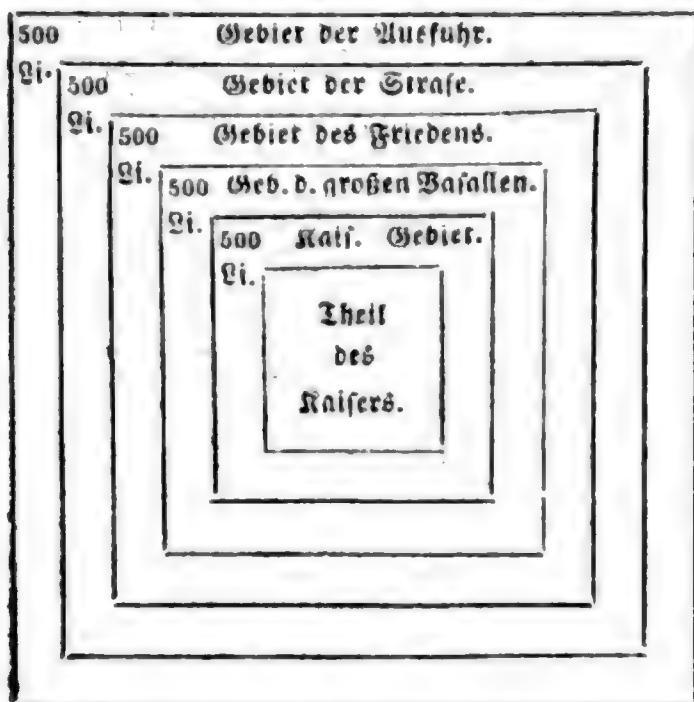 500 Gebiet der Ausfuhr.
Li. 500 Gebiet der Strafe.
Li. 500 Gebiet des Friedens.
Li. 500 Geb. d. großen Vasallen.
Li. 500 Kais. Gebiet.
Li.
Theil
des
Kaisers.